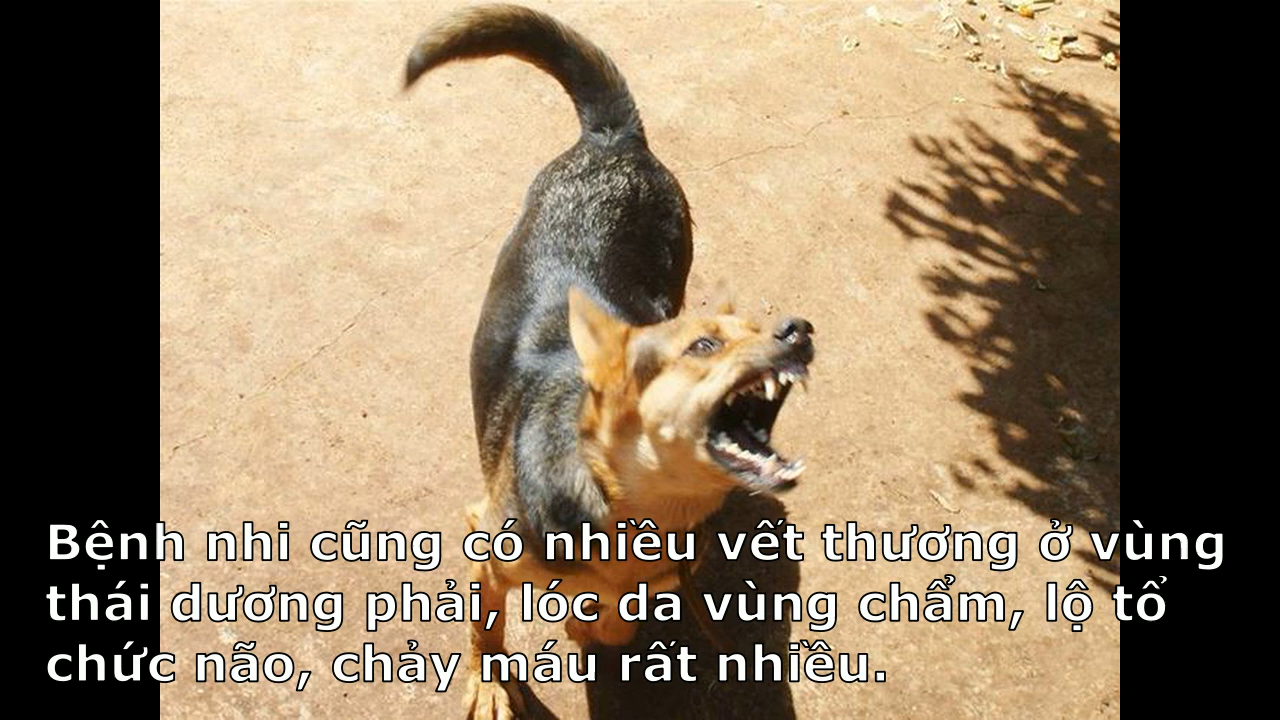 Bệnh nhi cũng có nhiều vết thương ở vùng
thái dương phải, lóc da vùng chẩm, lộ tổ
chức não, chảy máu rất nhiều.